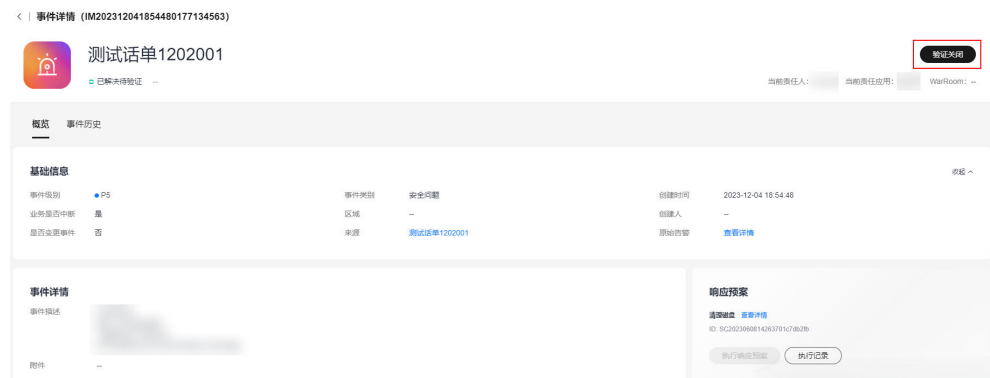 事件详情 (IM202312041854480177134563)
测试话单1202001
验证关闭
已解决待验证 --
当前责任人: 当前责任应用: WarRoom: --
概览 事件历史
基础信息 收起
事件级别 P5 事件类别 安全问题 创建时间 2023-12-04 18:54:48
业务是否中断 是 区域 -- 创建人 --
是否变更事件 否 来源 测试话单1202001 原始告警 查看详情
事件详情 响应预案
事件描述 清理磁盘 查看详情
ID: SC2023060814263701c7db2fb
执行响应预案 执行记录
附件 --